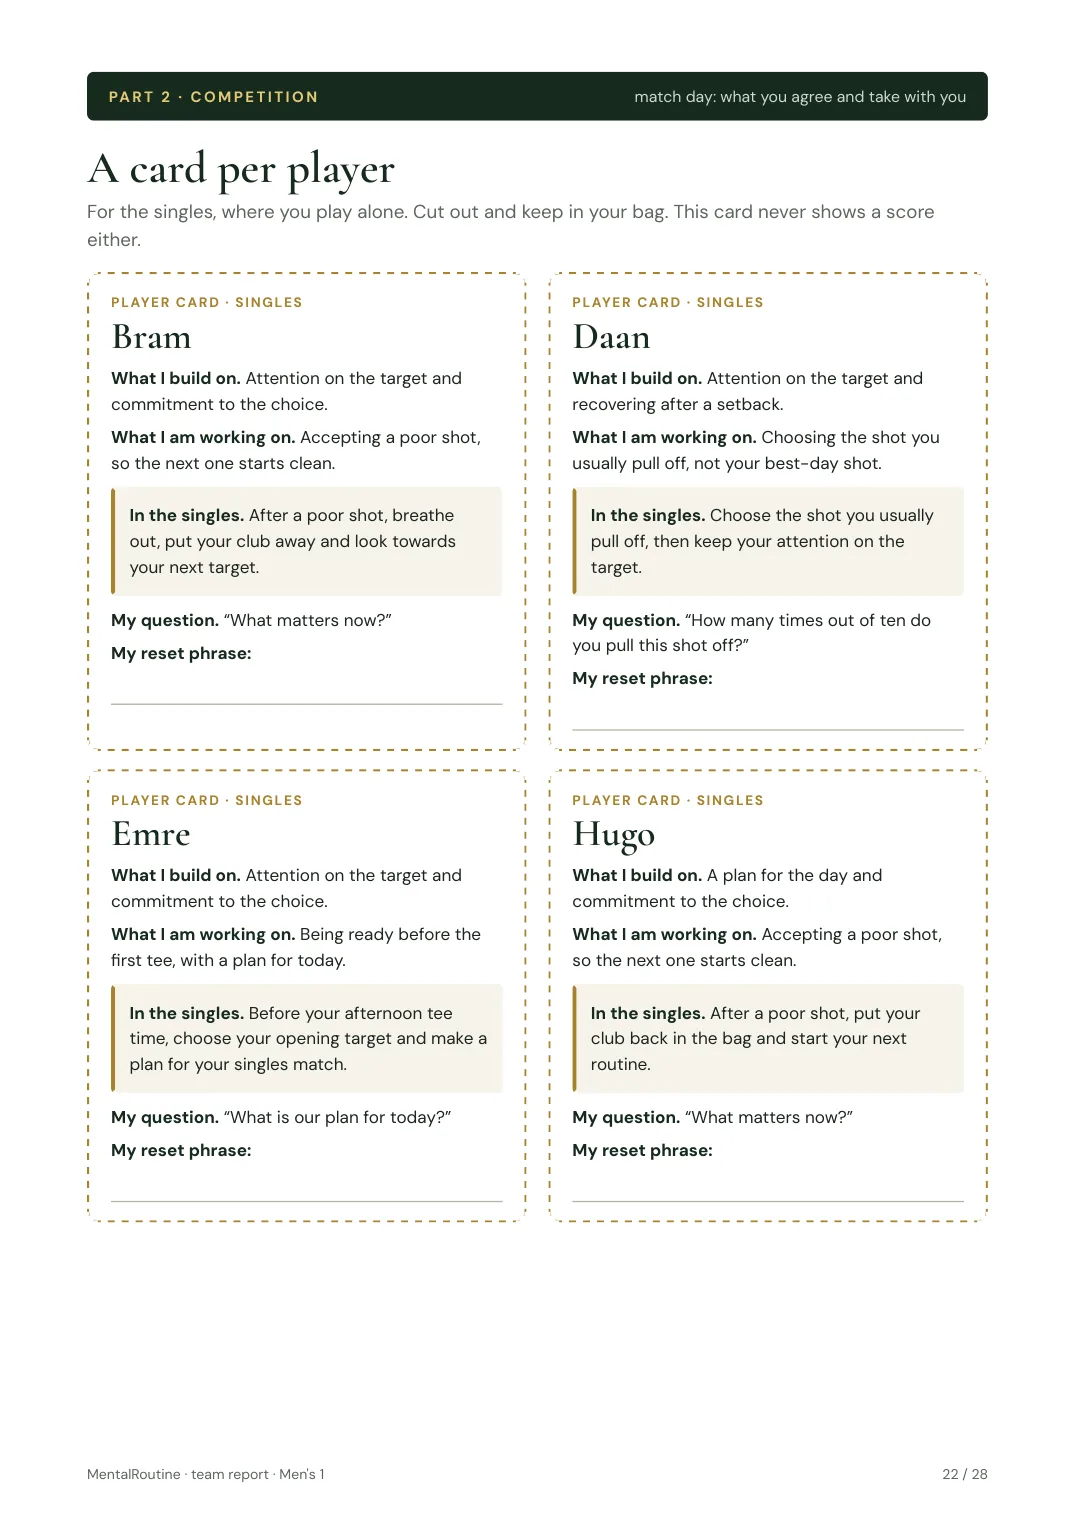 PART 2 · COMPETITION
match day: what you agree and take with you
A card per player
For the singles, where you play alone. Cut out and keep in your bag. This card never shows a score
either.
PLAYER CARD · SINGLES
Bram
What I build on. Attention on the target and
commitment to the choice.
What I am working on. Accepting a poor shot,
so the next one starts clean.
In the singles. After a poor shot, breathe
out, put your club away and look towards
your next target.
My question. “What matters now?”
My reset phrase:
PLAYER CARD · SINGLES
Daan
What I build on. Attention on the target and
recovering after a setback.
What I am working on. Choosing the shot you
usually pull off, not your best-day shot.
In the singles. Choose the shot you usually
pull off, then keep your attention on the
target.
My question. “How many times out of ten do
you pull this shot off?”
My reset phrase:
PLAYER CARD · SINGLES
Emre
What I build on. Attention on the target and
commitment to the choice.
What I am working on. Being ready before the
first tee, with a plan for today.
In the singles. Before your afternoon tee
time, choose your opening target and make a
plan for your singles match.
My question. “What is our plan for today?”
My reset phrase:
PLAYER CARD · SINGLES
Hugo
What I build on. A plan for the day and
commitment to the choice.
What I am working on. Accepting a poor shot,
so the next one starts clean.
In the singles. After a poor shot, put your
club back in the bag and start your next
routine.
My question. “What matters now?”
My reset phrase:
MentalRoutine · team report · Men's 1
22 / 28